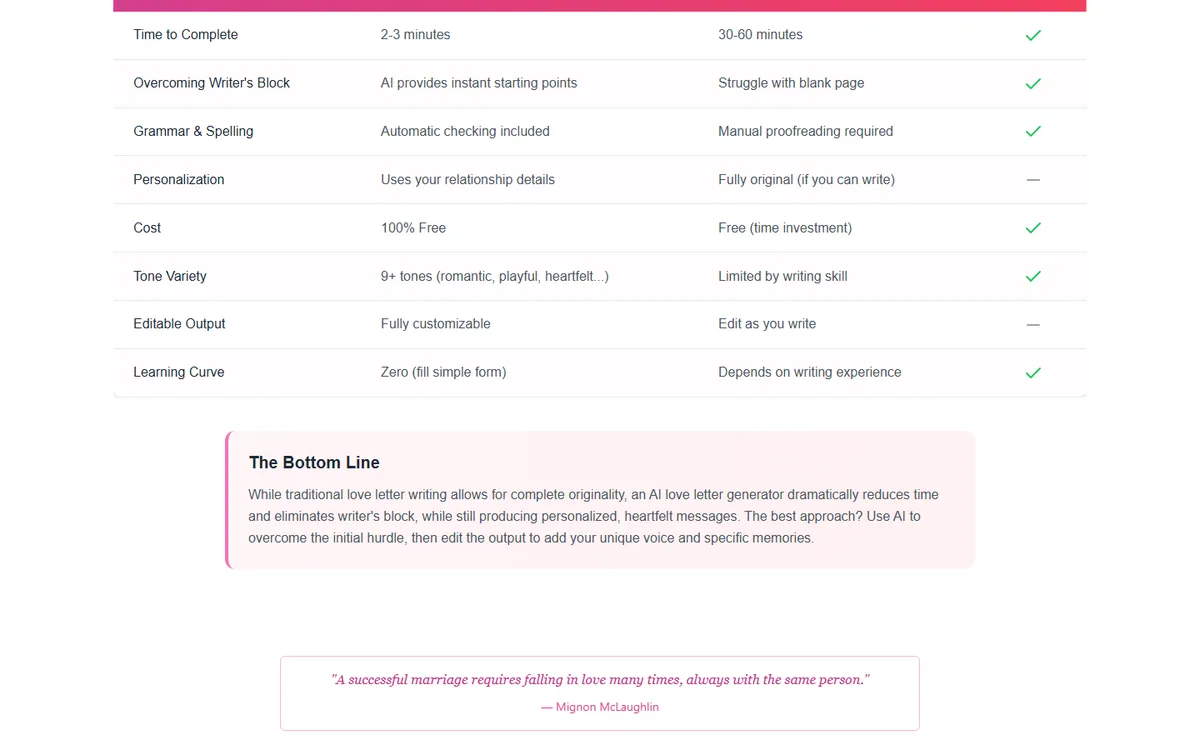 Time to Complete 2-3 minutes 30-60 minutes
Overcoming Writer's Block AI provides instant starting points Struggle with blank page
Grammar & Spelling Automatic checking included Manual proofreading required
Personalization Uses your relationship details Fully original (if you can write) —
Cost 100% Free Free (time investment)
Tone Variety 9+ tones (romantic, playful, heartfelt...) Limited by writing skill
Editable Output Fully customizable Edit as you write —
Learning Curve Zero (fill simple form) Depends on writing experience
The Bottom Line
While traditional love letter writing allows for complete originality, an AI love letter generator dramatically reduces time
and eliminates writer's block, while still producing personalized, heartfelt messages. The best approach? Use AI to
overcome the initial hurdle, then edit the output to add your unique voice and specific memories.
"A successful marriage requires falling in love many times, always with the same person."
— Mignon McLaughlin